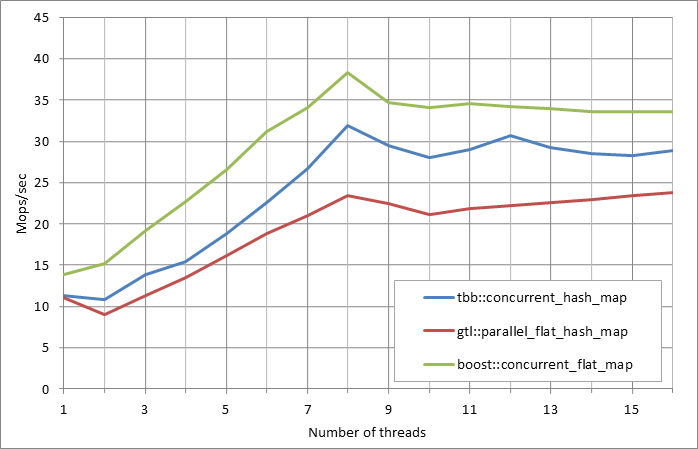 45
40
35
30
25
20
15
10
5
0
Mops/sec
tbb::concurrent_hash_map
gtl::parallel_flat_hash_map
boost::concurrent_flat_map
1 3 5 7 9 11 13 15
Number of threads